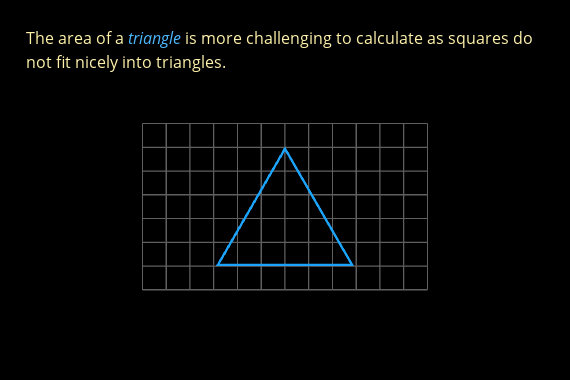 The area of a triangle is more challenging to calculate as squares do
not fit nicely into triangles.